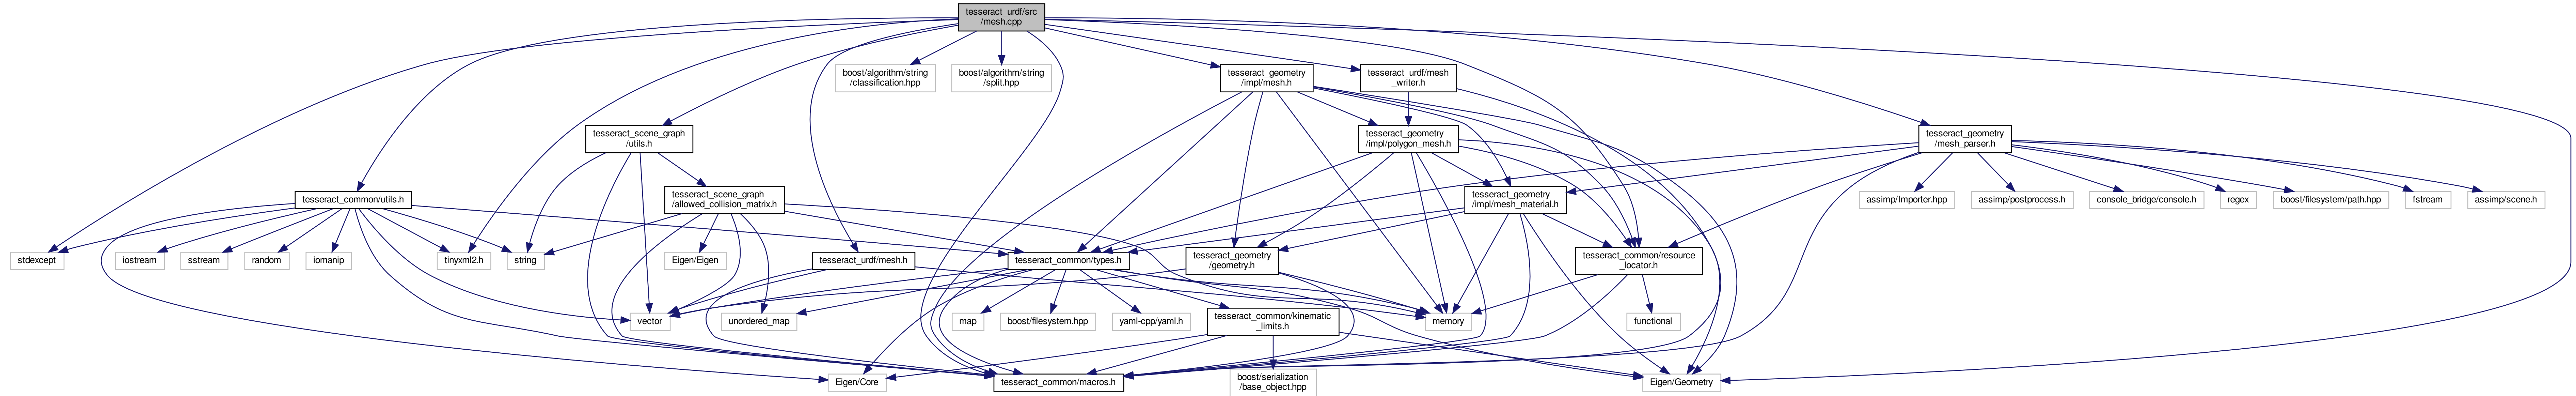 tesseract_urdf/src
/mesh.cpp
boost/algorithm/string
/classification.hpp
boost/algorithm/string
/split.hpp
tesseract_geometry
/impl/mesh.h
tesseract_urdf/mesh
_writer.h
tesseract_scene_graph
/utils.h
tesseract_geometry
/impl/polygon_mesh.h
tesseract_geometry
/mesh_parser.h
tesseract_common/utils.h
tesseract_scene_graph
/allowed_collision_matrix.h
tesseract_geometry
/impl/mesh_material.h
assimp/Importer.hpp
assimp/postprocess.h
console_bridge/console.h
regex
boost/filesystem/path.hpp
fstream
assimp/scene.h
stdexcept
iostream
sstream
random
iomanip
tinyxml2.h
string
Eigen/Eigen
tesseract_urdf/mesh.h
tesseract_common/types.h
tesseract_geometry
/geometry.h
tesseract_common/resource
_locator.h
vector
unordered_map
map
boost/filesystem.hpp
yaml-cpp/yaml.h
tesseract_common/kinematic
_limits.h
memory
functional
Eigen/Core
tesseract_common/macros.h
boost/serialization
/base_object.hpp
Eigen/Geometry